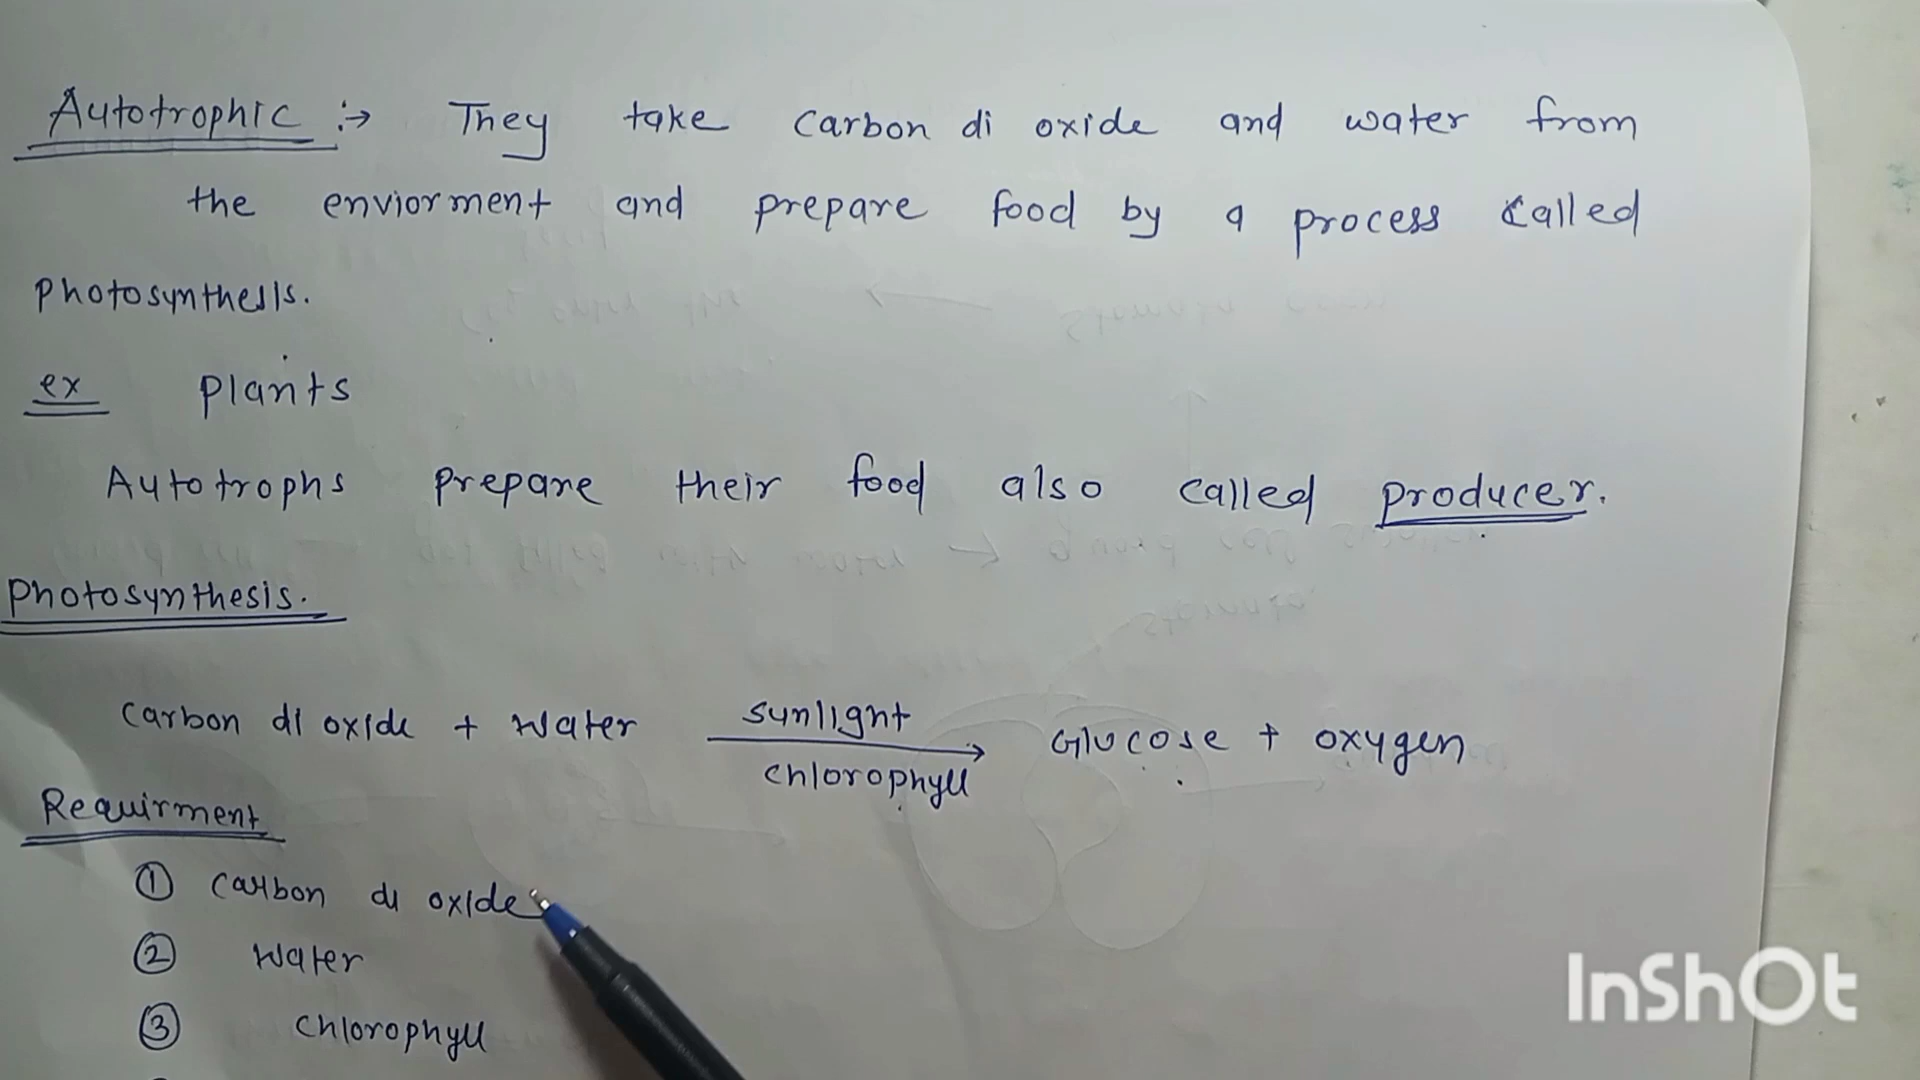 Autotrophic :→ They take carbon di oxide and water from
the enviorment and prepare food by a process called
Photosynthesis.
ex plants
Autotrophs prepare their food also called producer.
Photosynthesis.
sunlight
carbon di oxide + water → Glucose + oxygen
chlorophyll
Requirment
① carbon di oxide
② water
③ chlorophyll
InShOt